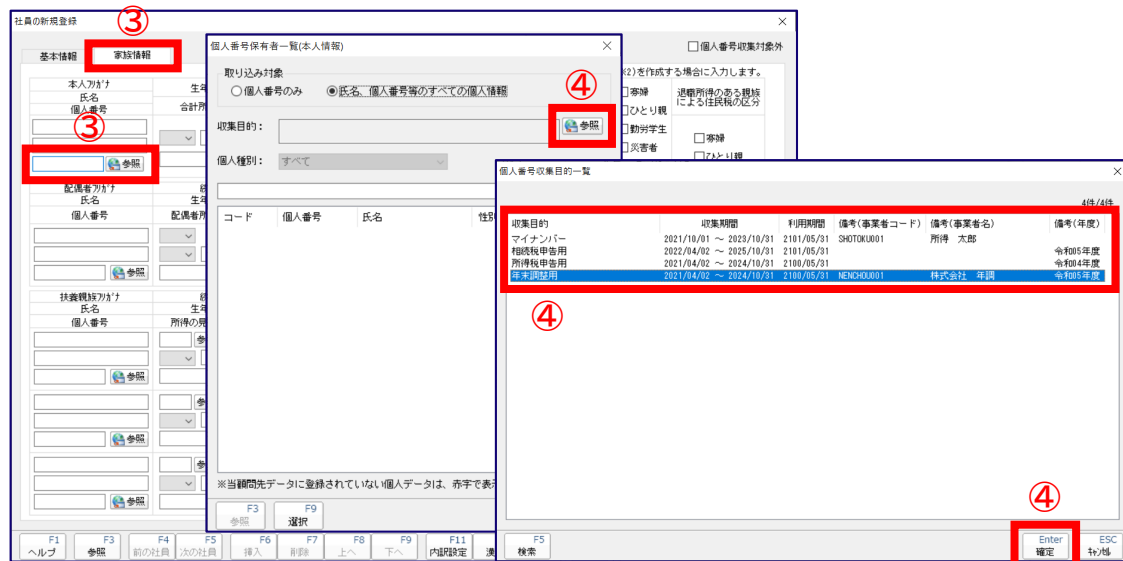 社員の新規登録
③
基本情報
家族情報
個人番号収集対象外
本人フリガナ
氏名
個人番号
合計所
③
参照
配偶者フリガナ
氏名
個人番号
配偶者所
参照
扶養親族フリガナ
氏名
個人番号
所得の見
参照
参照
参照
2)を作成する場合に入力します。
寡婦
ひとり親
勤労学生
災害者
退職所得のある親族
による住民税の区分
寡婦
ひとり親
F1
ヘルプ
F3
参照
F4
前の社員
F5
次の社員
F6
挿入
F7
削除
F8
上へ
F9
下へ
F11
内訳設定
個人番号保有者一覧(本人情報)
取り込み対象
個人番号のみ
氏名、個人番号等のすべての個人情報
④
収集目的：
参照
個人種別：
すべて
コード 個人番号 氏名
※当顧問先データに登録されていない個人データは、赤字で表
F3
参照
F9
選択
個人番号収集目的一覧
4件/4件
収集目的 収集期間 利用期間 備考(事業者コード) 備考(事業者名) 備考(年度)
マイナンバー 2021/10/01 ～ 2023/10/31 2101/05/31 SHOTOKU001 所得 太郎
相続税申告用 2022/04/02 ～ 2025/10/31 2101/05/31 令和05年度
所得税申告用 2021/04/02 ～ 2024/10/31 2100/05/31 令和04年度
年末調整用 2021/04/02 ～ 2024/10/31 2100/05/31 NENCHOU001 株式会社 年調 令和05年度
④
④
F5
検索
Enter
確定
ESC
キャンセル